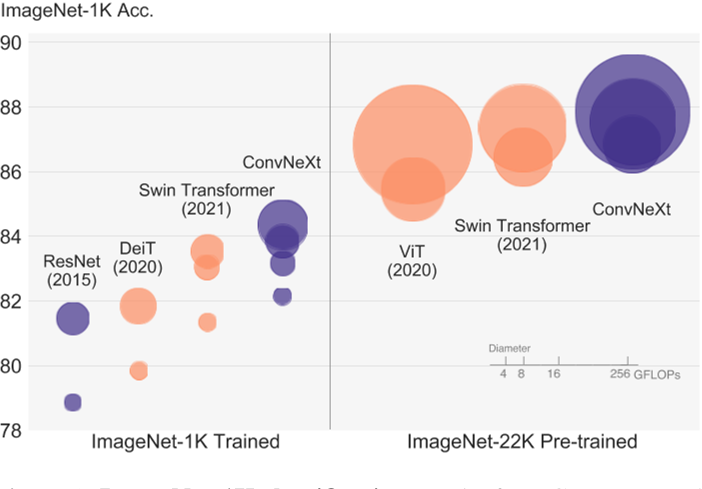 ImageNet-1K Acc.
90
88
86
84
82
80
78
ResNet
(2015)
DeiT
(2020)
Swin Transformer
(2021)
ConvNeXt
ViT
(2020)
Swin Transformer
(2021)
ConvNeXt
Diameter
4 8 16 256 GFLOPs
ImageNet-1K Trained
ImageNet-22K Pre-trained